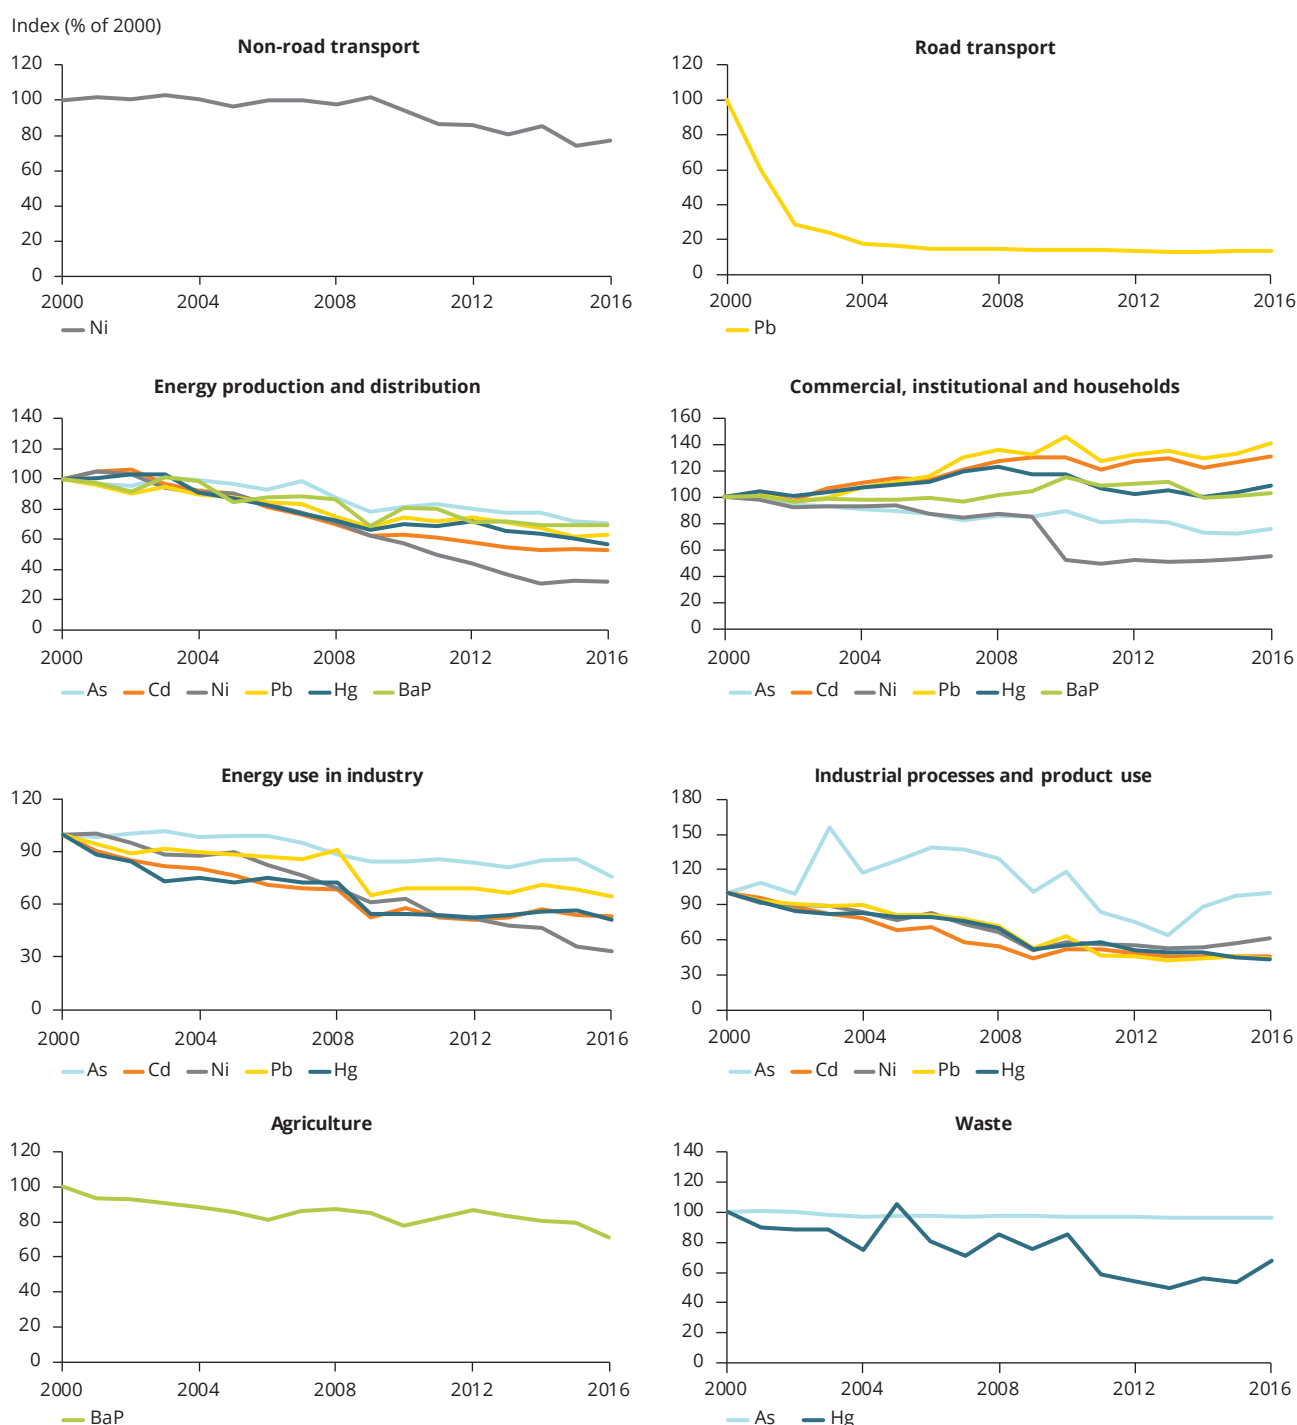 Index (% of 2000)
Non-road transport
120
100
80
60
40
20
0
2000 2004 2008 2012 2016
Ni
Road transport
120
100
80
60
40
20
0
2000 2004 2008 2012 2016
Pb
Energy production and distribution
140
120
100
80
60
40
20
0
2000 2004 2008 2012 2016
As Cd Ni Pb Hg BaP
Commercial, institutional and households
160
140
120
100
80
60
40
20
0
2000 2004 2008 2012 2016
As Cd Ni Pb Hg BaP
Energy use in industry
120
90
60
30
0
2000 2004 2008 2012 2016
As Cd Ni Pb Hg
Industrial processes and product use
180
150
120
90
60
30
0
2000 2004 2008 2012 2016
As Cd Ni Pb Hg
Agriculture
120
100
80
60
40
20
0
2000 2004 2008 2012 2016
BaP
Waste
140
120
100
80
60
40
20
0
2000 2004 2008 2012 2016
As Hg